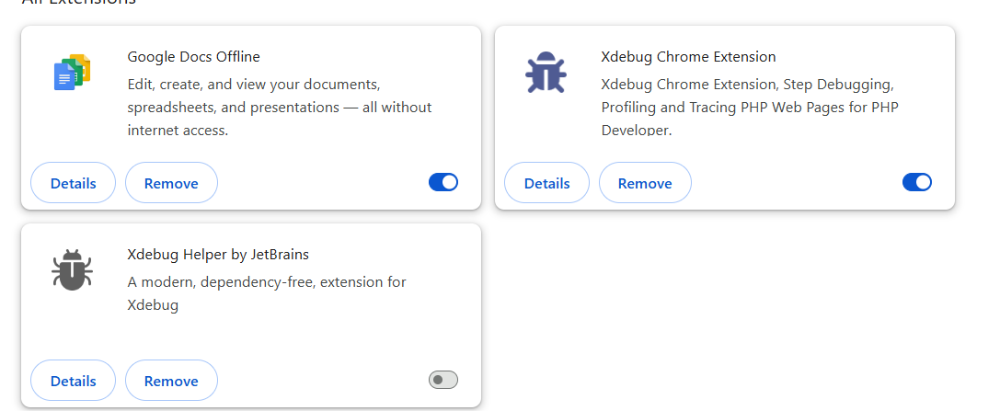 All Extensions
Google Docs Offline
Edit, create, and view your documents,
spreadsheets, and presentations — all without
internet access.
Details
Remove
Xdebug Chrome Extension
Xdebug Chrome Extension, Step Debugging,
Profiling and Tracing PHP Web Pages for PHP
Developer.
Details
Remove
Xdebug Helper by JetBrains
A modern, dependency-free, extension for
Xdebug
Details
Remove